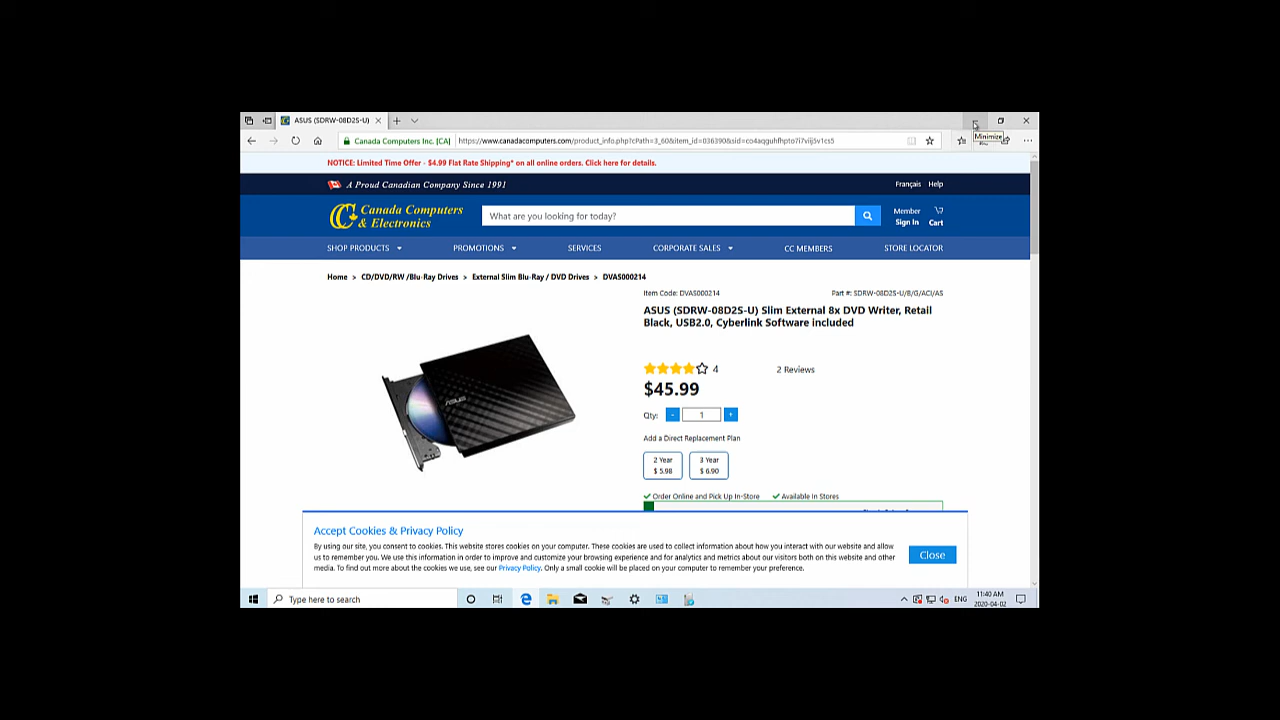 ASUS (SDRW-08D2S-U)
Canada Computers Inc. [CA]
Minimize
NOTICE: Limited Time Offer - $4.99 Flat Rate Shipping* on all online orders. Click here for details.
A Proud Canadian Company Since 1991
Français Help
Canada Computers
& Electronics
What are you looking for today?
Member
Sign In
Cart
SHOP PRODUCTS PROMOTIONS SERVICES CORPORATE SALES CC MEMBERS STORE LOCATOR
Home > CD/DVD/RW /Blu-Ray Drives > External Slim Blu-Ray / DVD Drives > DVAS000214
Item Code: DVAS000214 Part #: SDRW-08D2S-U/B/G/ACI/AS
ASUS (SDRW-08D2S-U) Slim External 8x DVD Writer, Retail
Black, USB2.0, Cyberlink Software included
4 2 Reviews
$45.99
Qty: - 1 +
Add a Direct Replacement Plan
2 Year
$ 5.98
3 Year
$ 6.90
ASUS
Order Online and Pick Up In-Store Available In Stores
Accept Cookies & Privacy Policy
By using our site, you consent to cookies. This website stores cookies on your computer. These cookies are used to collect information about how you interact with our website and allow
us to remember you. We use this information in order to improve and customize your browsing experience and for analytics and metrics about our visitors both on this website and other
media. To find out more about the cookies we use, see our Privacy Policy. Only a small cookie will be placed on your computer to remember your preference.
Close
Type here to search
ENG
11:40 AM
2020-04-02